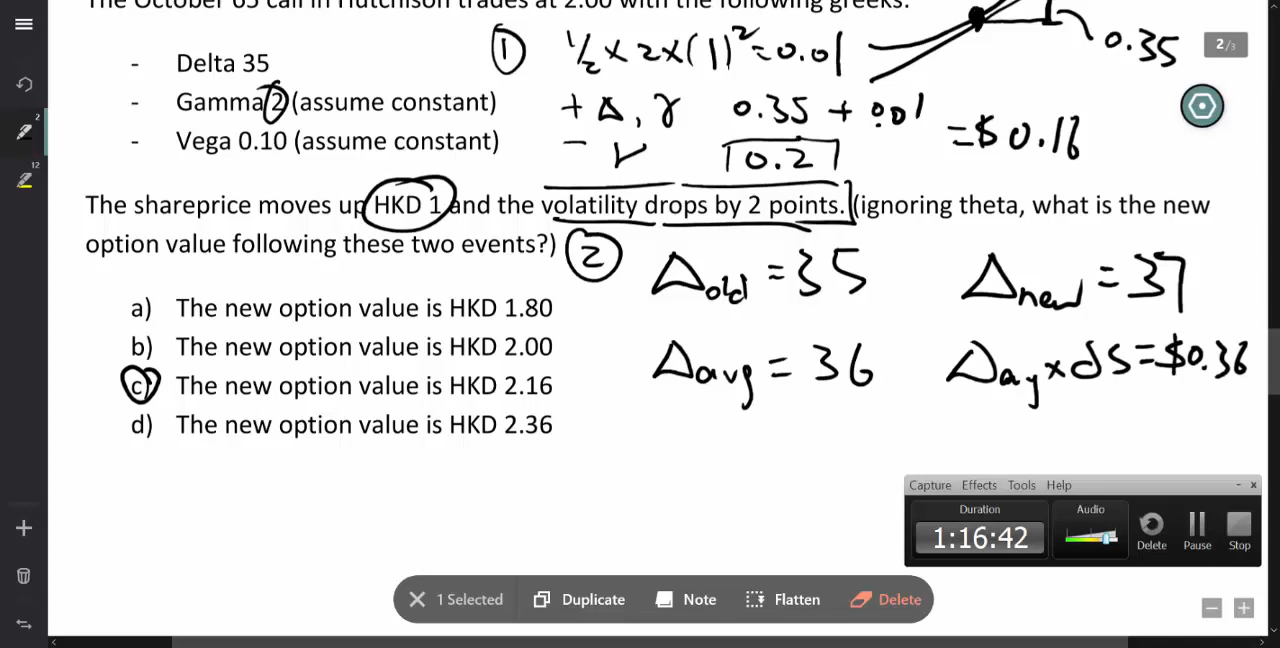 The October 65 call in Hutchison trades at 2.00 with the following greeks:
- Delta 35
- Gamma 2 (assume constant)
- Vega 0.10 (assume constant)
① 1/2 × 2 × (1)² = 0.01
0.35
2/3
+ Δ, γ 0.35 + 0.01
- ν 0.2
= $0.16
The shareprice moves up HKD 1 and the volatility drops by 2 points. (ignoring theta, what is the new
option value following these two events?)
② Δold = 35 Δnew = 37
Δavg = 36 Δavg × dS = $0.36
a) The new option value is HKD 1.80
b) The new option value is HKD 2.00
c) The new option value is HKD 2.16
d) The new option value is HKD 2.36
2
12
Capture Effects Tools Help
Duration Audio
1:16:42
Delete Pause Stop
1 Selected Duplicate Note Flatten Delete